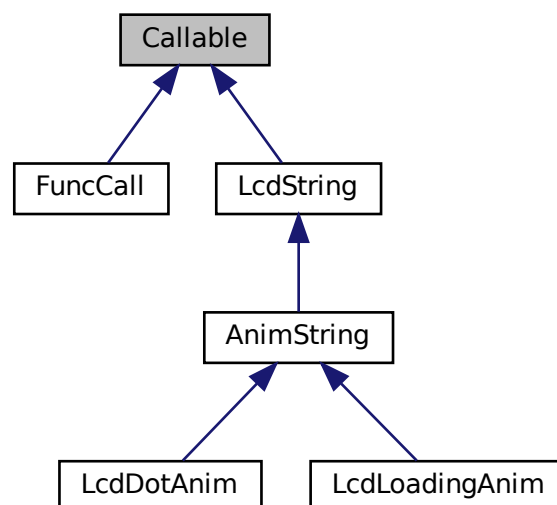 Callable
FuncCall
LcdString
AnimString
LcdDotAnim
LcdLoadingAnim